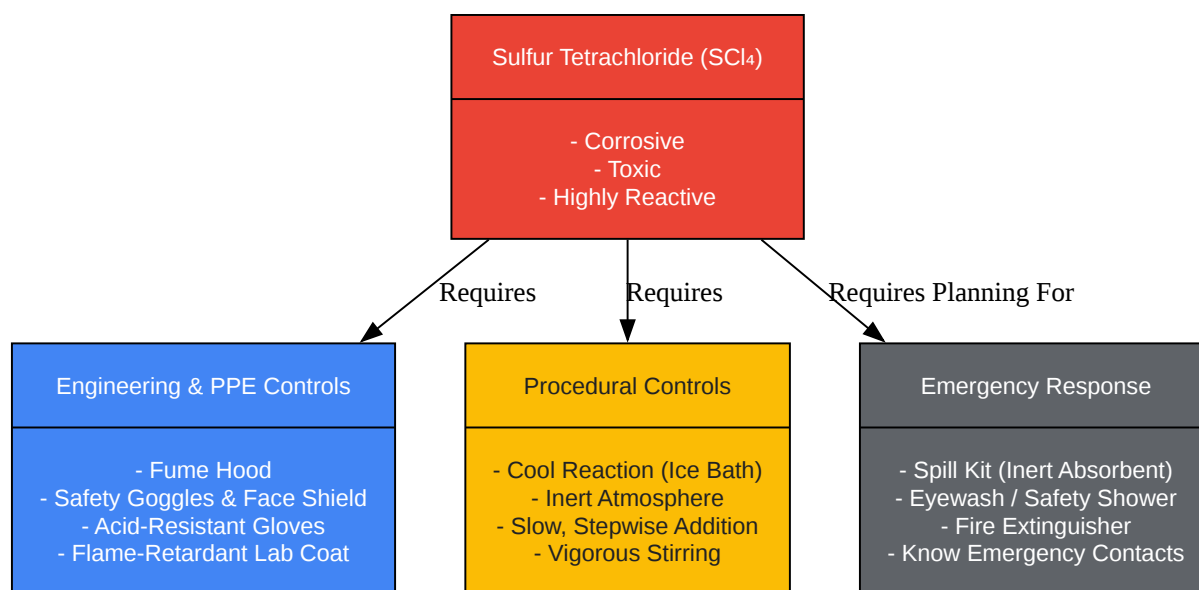 Sulfur Tetrachloride (SCl₄)
- Corrosive
- Toxic
- Highly Reactive
Requires
Requires
Requires Planning For
Engineering & PPE Controls
- Fume Hood
- Safety Goggles & Face Shield
- Acid-Resistant Gloves
- Flame-Retardant Lab Coat
Procedural Controls
- Cool Reaction (Ice Bath)
- Inert Atmosphere
- Slow, Stepwise Addition
- Vigorous Stirring
Emergency Response
- Spill Kit (Inert Absorbent)
- Eyewash / Safety Shower
- Fire Extinguisher
- Know Emergency Contacts